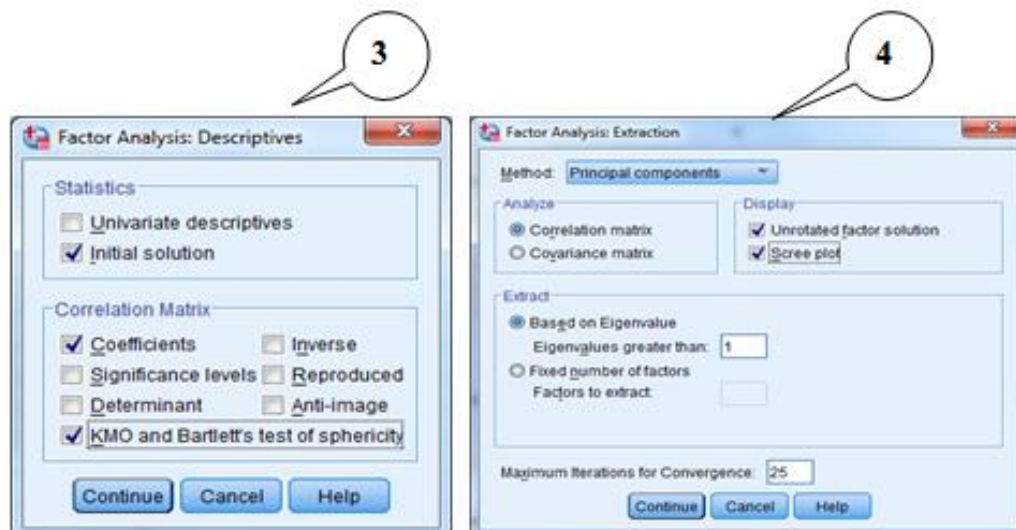 3
Factor Analysis: Descriptives
Statistics
Univariate descriptives
Initial solution
Correlation Matrix
Coefficients Inverse
Significance levels Reproduced
Determinant Anti-image
KMO and Bartlett's test of sphericity
Continue Cancel Help
4
Factor Analysis: Extraction
Method: Principal components
Analyze
Correlation matrix
Covariance matrix
Display
Unrotated factor solution
Scree plot
Extract
Based on Eigenvalue
Eigenvalues greater than: 1
Fixed number of factors
Factors to extract:
Maximum Iterations for Convergence: 25
Continue Cancel Help